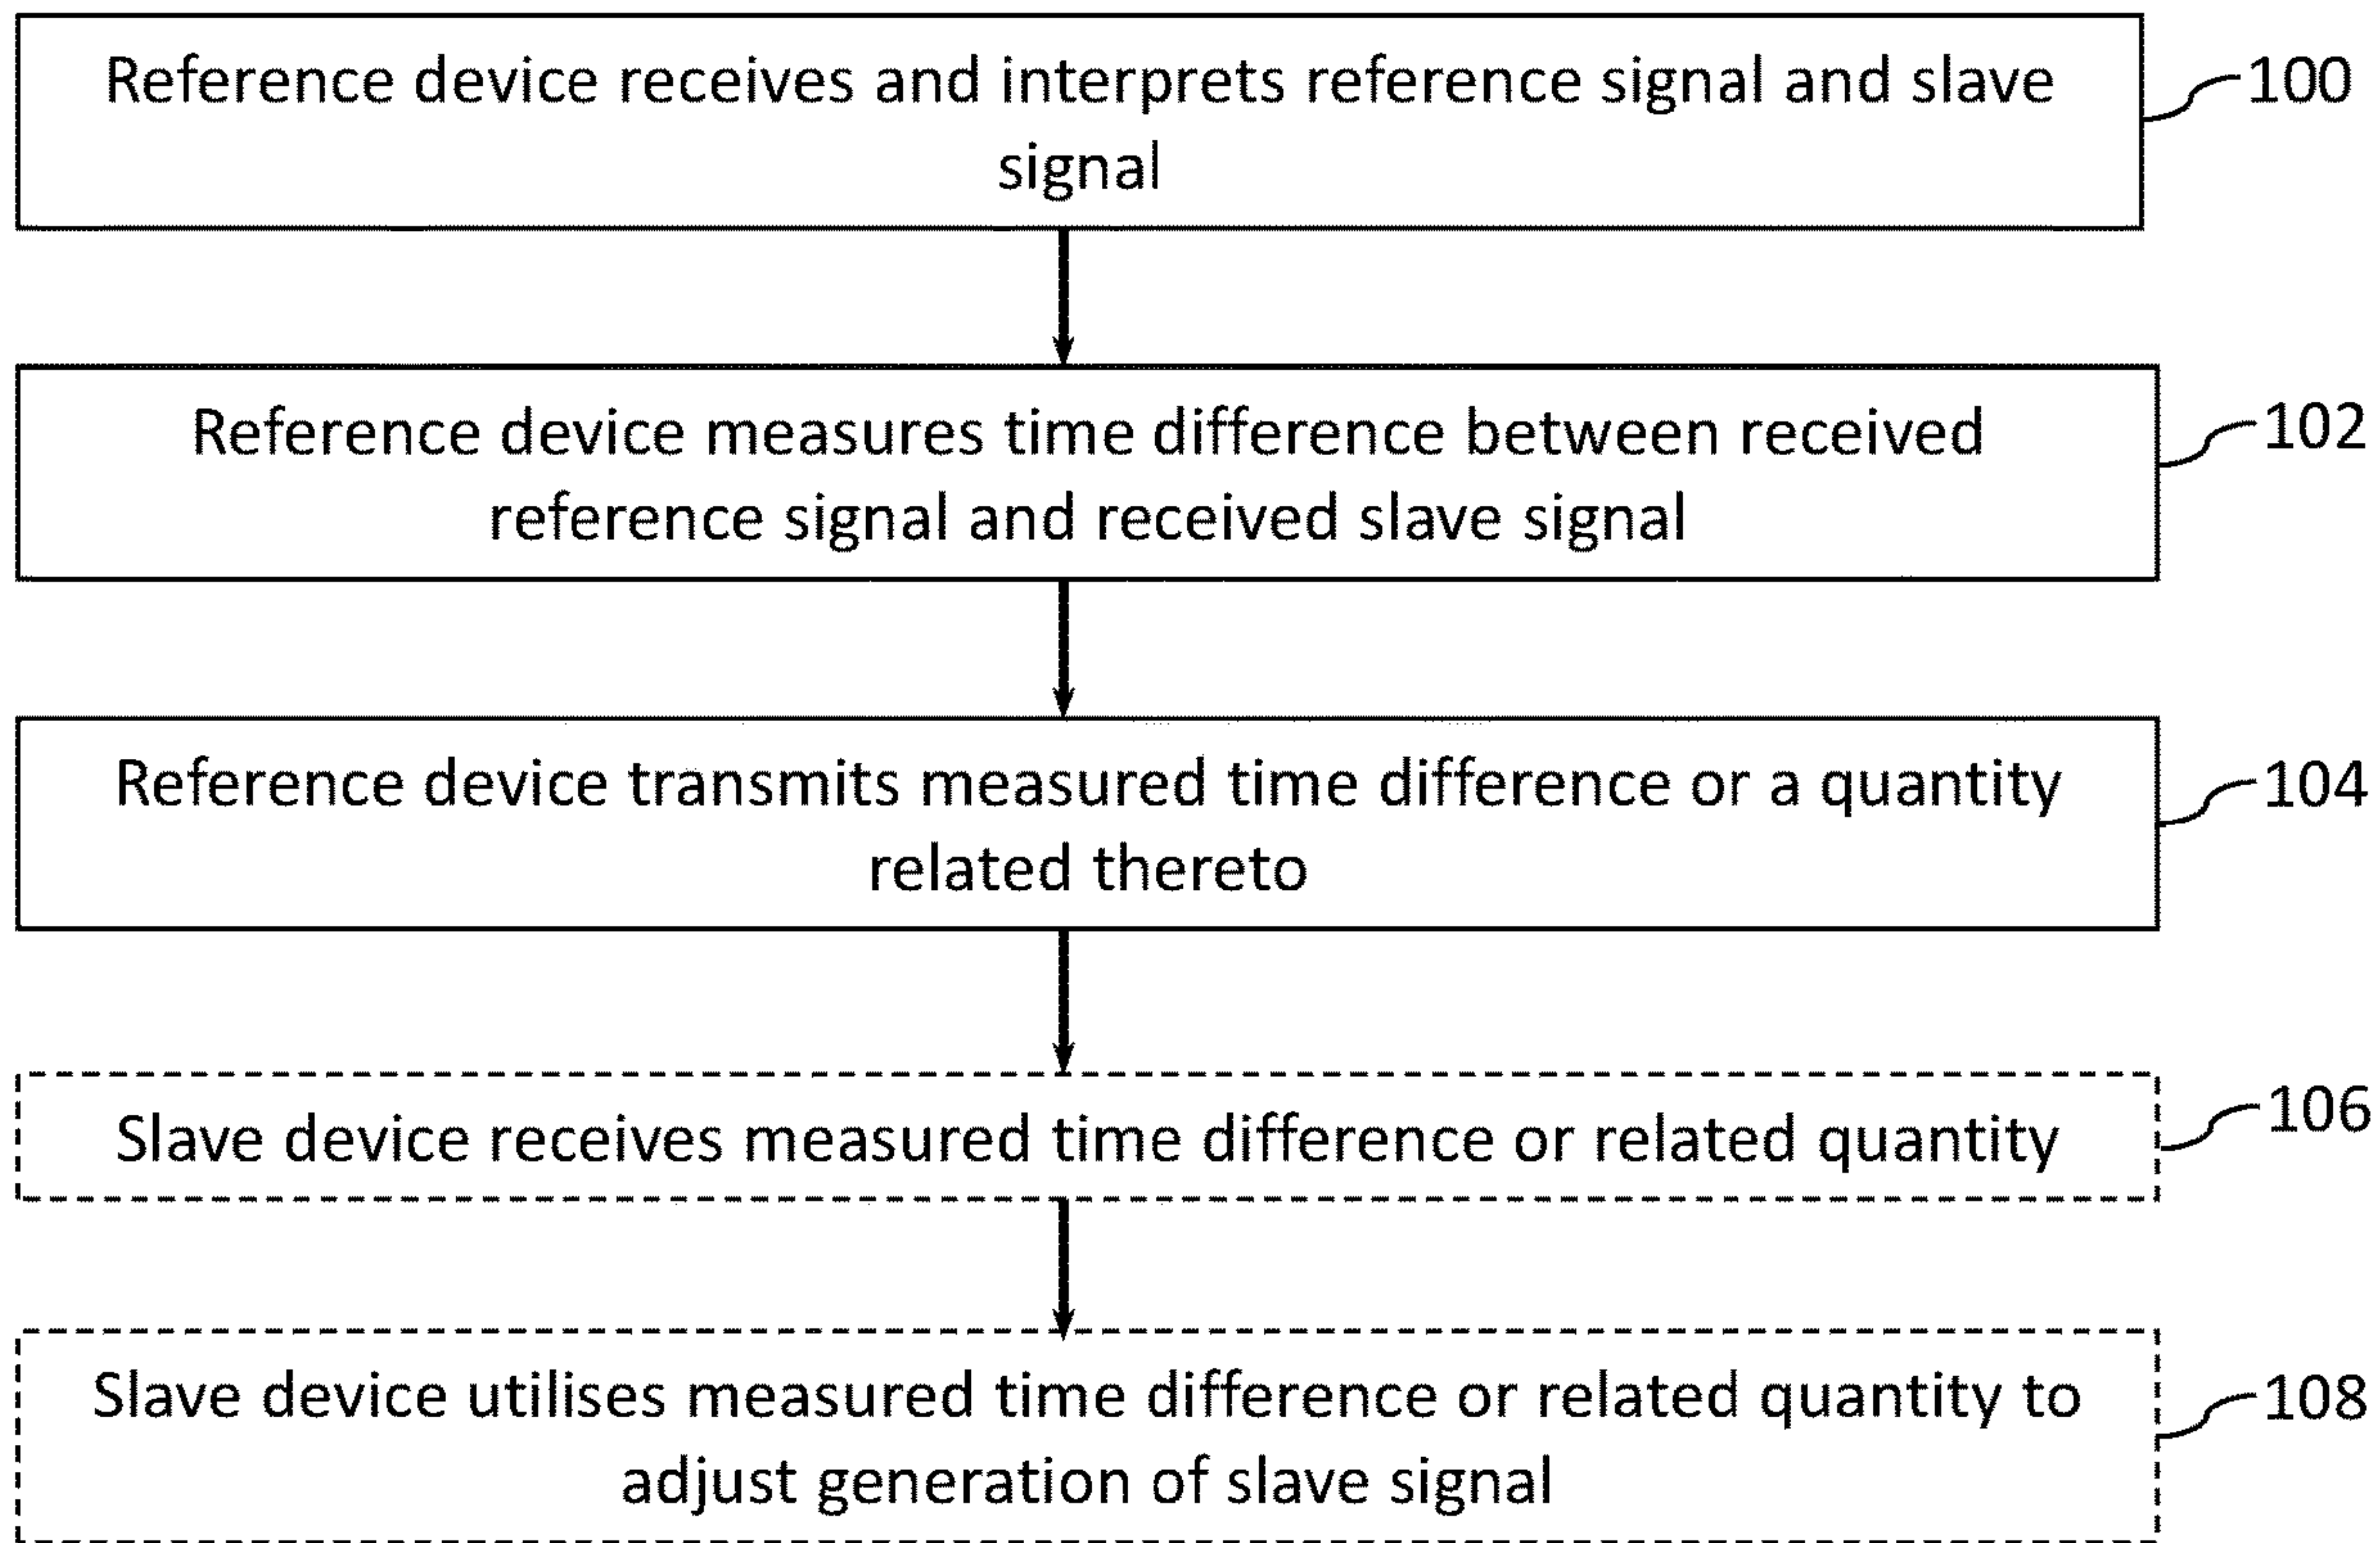 Reference device receives and interprets reference signal and slave
signal
100
Reference device measures time difference between received
reference signal and received slave signal
102
Reference device transmits measured time difference or a quantity
related thereto
104
Slave device receives measured time difference or related quantity
106
Slave device utilises measured time difference or related quantity to
adjust generation of slave signal
108